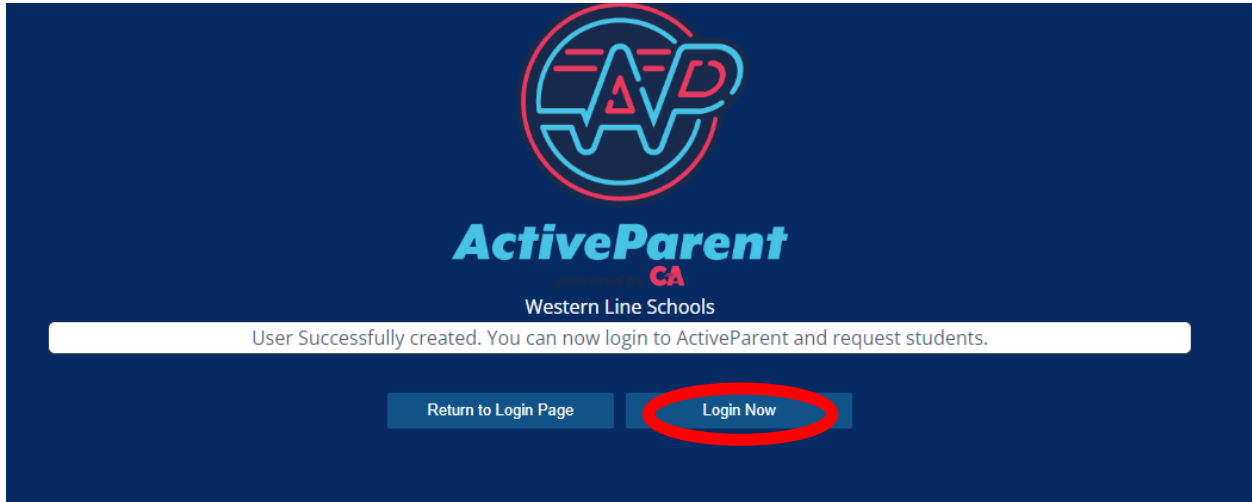 ActiveParent
CA
Western Line Schools
User Successfully created. You can now login to ActiveParent and request students.
Return to Login Page
Login Now